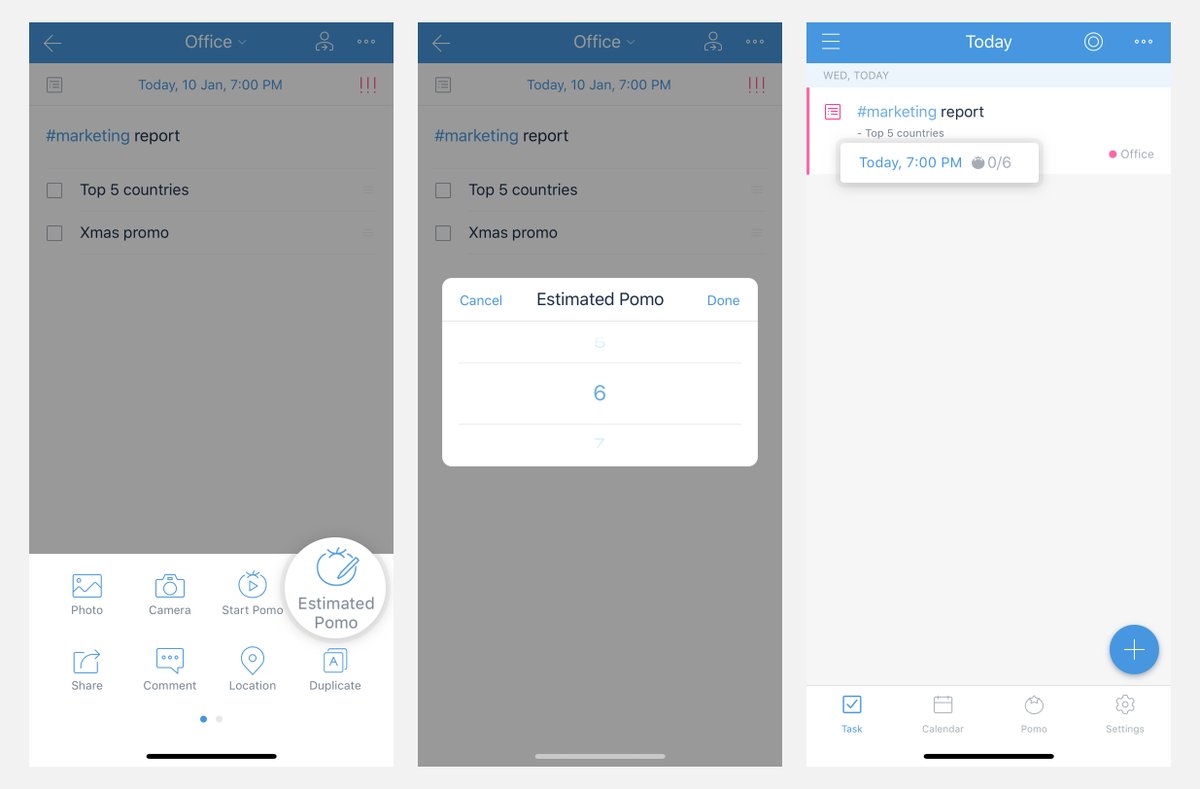 Office
Today, 10 Jan, 7:00 PM
!!!
#marketing report
Top 5 countries
Xmas promo
Photo
Camera
Start Pomo
Estimated
Pomo
Share
Comment
Location
A
Duplicate
Office
Today, 10 Jan, 7:00 PM
!!!
#marketing report
Top 5 countries
Xmas promo
Cancel
Estimated Pomo
Done
5
6
7
Today
WED, TODAY
#marketing report
- Top 5 countries
Today, 7:00 PM 0/6
Office
Task
Calendar
Pomo
Settings